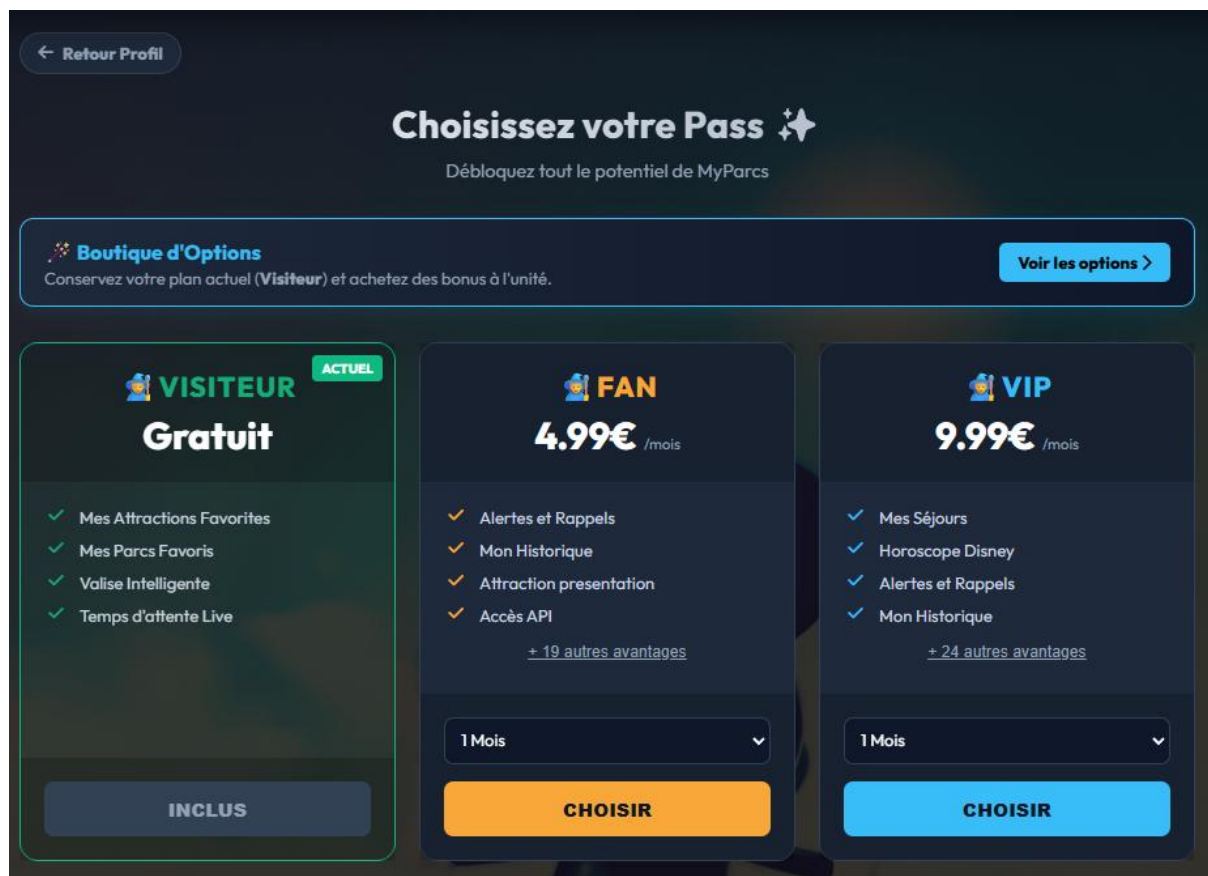 ← Retour Profil
Choisissez votre Pass ✨
Débloquez tout le potentiel de MyParcs
Boutique d'Options
Conservez votre plan actuel (Visiteur) et achetez des bonus à l'unité.
Voir les options >
ACTUEL
VISITEUR
Gratuit
Mes Attractions Favorites
Mes Parcs Favoris
Valise Intelligente
Temps d'attente Live
INCLUS
FAN
4.99€ /mois
Alertes et Rappels
Mon Historique
Attraction presentation
Accès API
+ 19 autres avantages
1 Mois
CHOISIR
VIP
9.99€ /mois
Mes Séjours
Horoscope Disney
Alertes et Rappels
Mon Historique
+ 24 autres avantages
1 Mois
CHOISIR